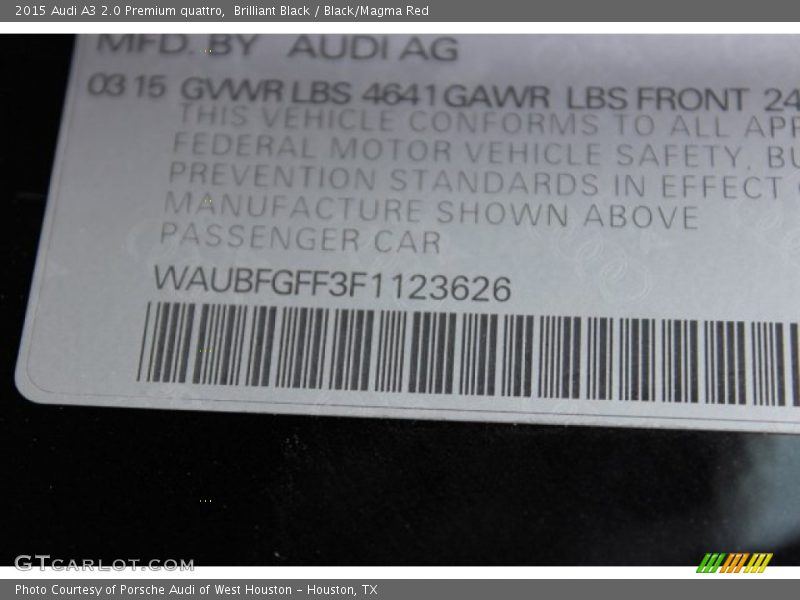 2015 Audi A3 2.0 Premium quattro, Brilliant Black / Black/Magma Red
MFD. BY AUDI AG
03 15 GVWR LBS 4641 GAWR LBS FRONT 24
THIS VEHICLE CONFORMS TO ALL APP
FEDERAL MOTOR VEHICLE SAFETY, BU
PREVENTION STANDARDS IN EFFECT
MANUFACTURE SHOWN ABOVE
PASSENGER CAR
WAUBFGFF3F1123626
GTCARLOT.COM
Photo Courtesy of Porsche Audi of West Houston - Houston, TX